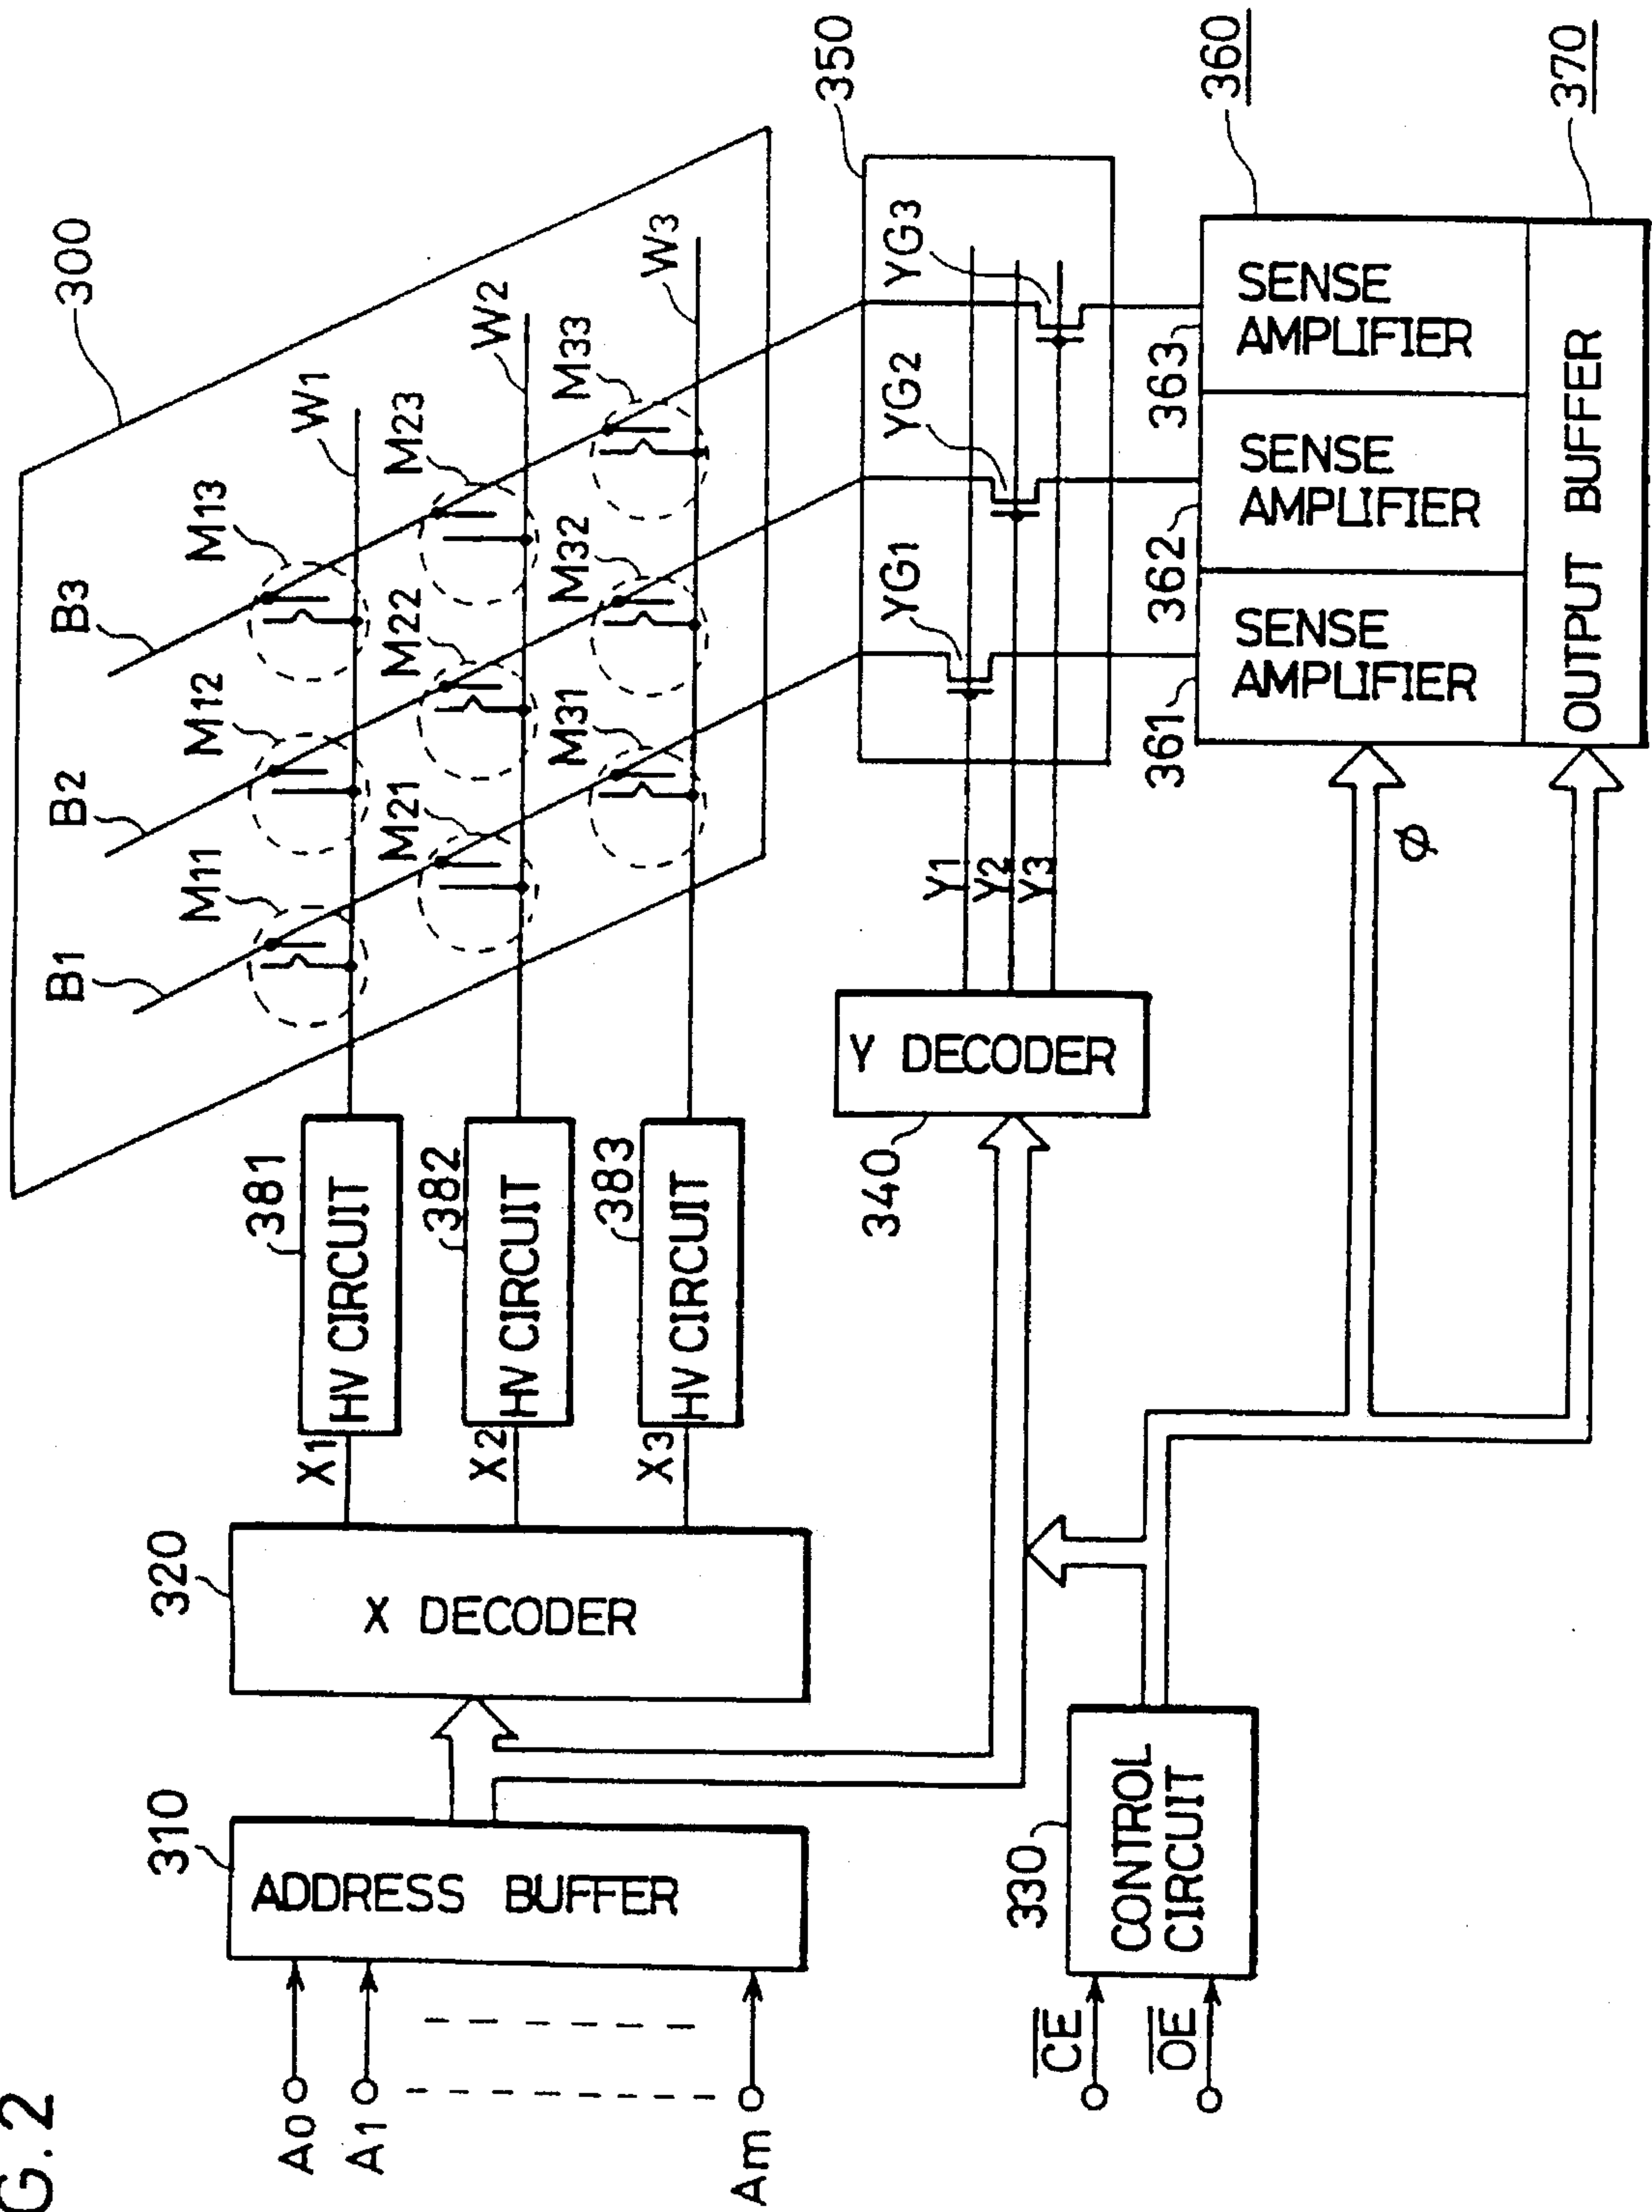 G.2
300
B1
B2
B3
M11
M12
M13
W1
M21
M22
M23
W2
M31
M32
M33
W3
381
HV CIRCUIT
382
HV CIRCUIT
383
HV CIRCUIT
X1
X2
X3
320
X DECODER
310
ADDRESS BUFFER
A0
A1
Am
350
YG1
YG2
YG3
Y1
Y2
Y3
Y DECODER
340
360
361
SENSE
AMPLIFIER
362
SENSE
AMPLIFIER
363
SENSE
AMPLIFIER
370
OUTPUT BUFFER
ø
330
CONTROL
CIRCUIT
C̅E̅
O̅E̅